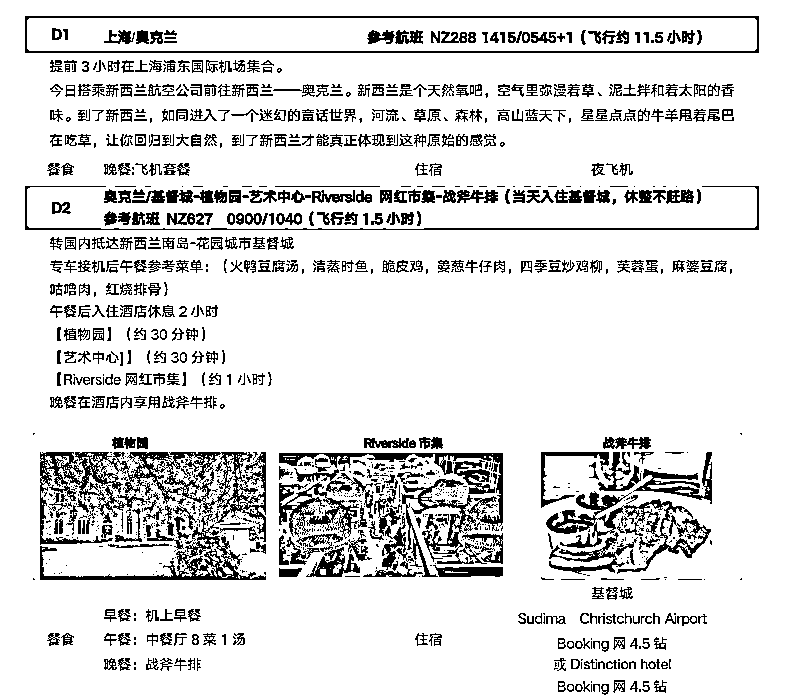 D1 上海/奥克兰 参考航班 NZ288 1415/0545+1（飞行约 11.5 小时）
提前 3 小时在上海浦东国际机场集合。
今日搭乘新西兰航空公司前往新西兰——奥克兰。新西兰是个天然氧吧，空气里弥漫着草、泥土拌和着太阳的香
味。到了新西兰，如同进入了一个迷幻的童话世界，河流、草原、森林，高山蓝天下，星星点点的牛羊甩着尾巴
在吃草，让你回归到大自然，到了新西兰才能真正体现到这种原始的感觉。
餐食 晚餐:飞机套餐 住宿 夜飞机
奥克兰/基督城-植物园-艺术中心-Riverside 网红市集-战斧牛排（当天入住基督城，休整不赶路）
D2
参考航班 NZ527 0900/1040（飞行约 1.5 小时）
转国内抵达新西兰南岛-花园城市基督城
专车接机后午餐参考菜单：（火鸭豆腐汤，清蒸时鱼，脆皮鸡，姜葱牛仔肉，四季豆炒鸡柳，芙蓉蛋，麻婆豆腐，
咕咾肉，红烧排骨）
午餐后入住酒店休息 2 小时
【植物园】（约 30 分钟）
【艺术中心]】（约 30 分钟）
【Riverside 网红市集】（约 1 小时）
晚餐在酒店内享用战斧牛排。
植物园 Riverside 市集 战斧牛排
基督城
早餐：机上早餐 Sudima Christchurch Airport
餐食 午餐：中餐厅 8 菜 1 汤 住宿 Booking 网 4.5 钻
晚餐：战斧牛排 或 Distinction hotel
Booking 网 4.5 钻